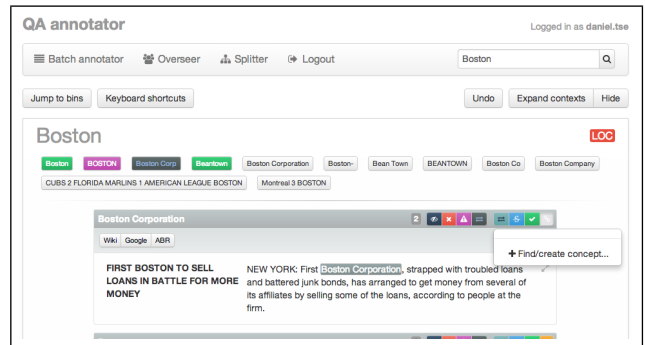 QA annotator
Logged in as daniel.tse
Batch annotator Overseer Splitter Logout Boston
Jump to bins Keyboard shortcuts Undo Expand contexts Hide
Boston LOC
Boston BOSTON Boston Corp Beantown Boston Corporation Boston- Bean Town BEANTOWN Boston Co Boston Company
CUBS 2 FLORIDA MARLINS 1 AMERICAN LEAGUE BOSTON Montreal 3 BOSTON
Boston Corporation 2
Wiki Google ABR
+ Find/create concept...
FIRST BOSTON TO SELL
LOANS IN BATTLE FOR MORE
MONEY
NEW YORK: First Boston Corporation, strapped with troubled loans
and battered junk bonds, has arranged to get money from several of
its affiliates by selling some of the loans, according to people at the
firm.